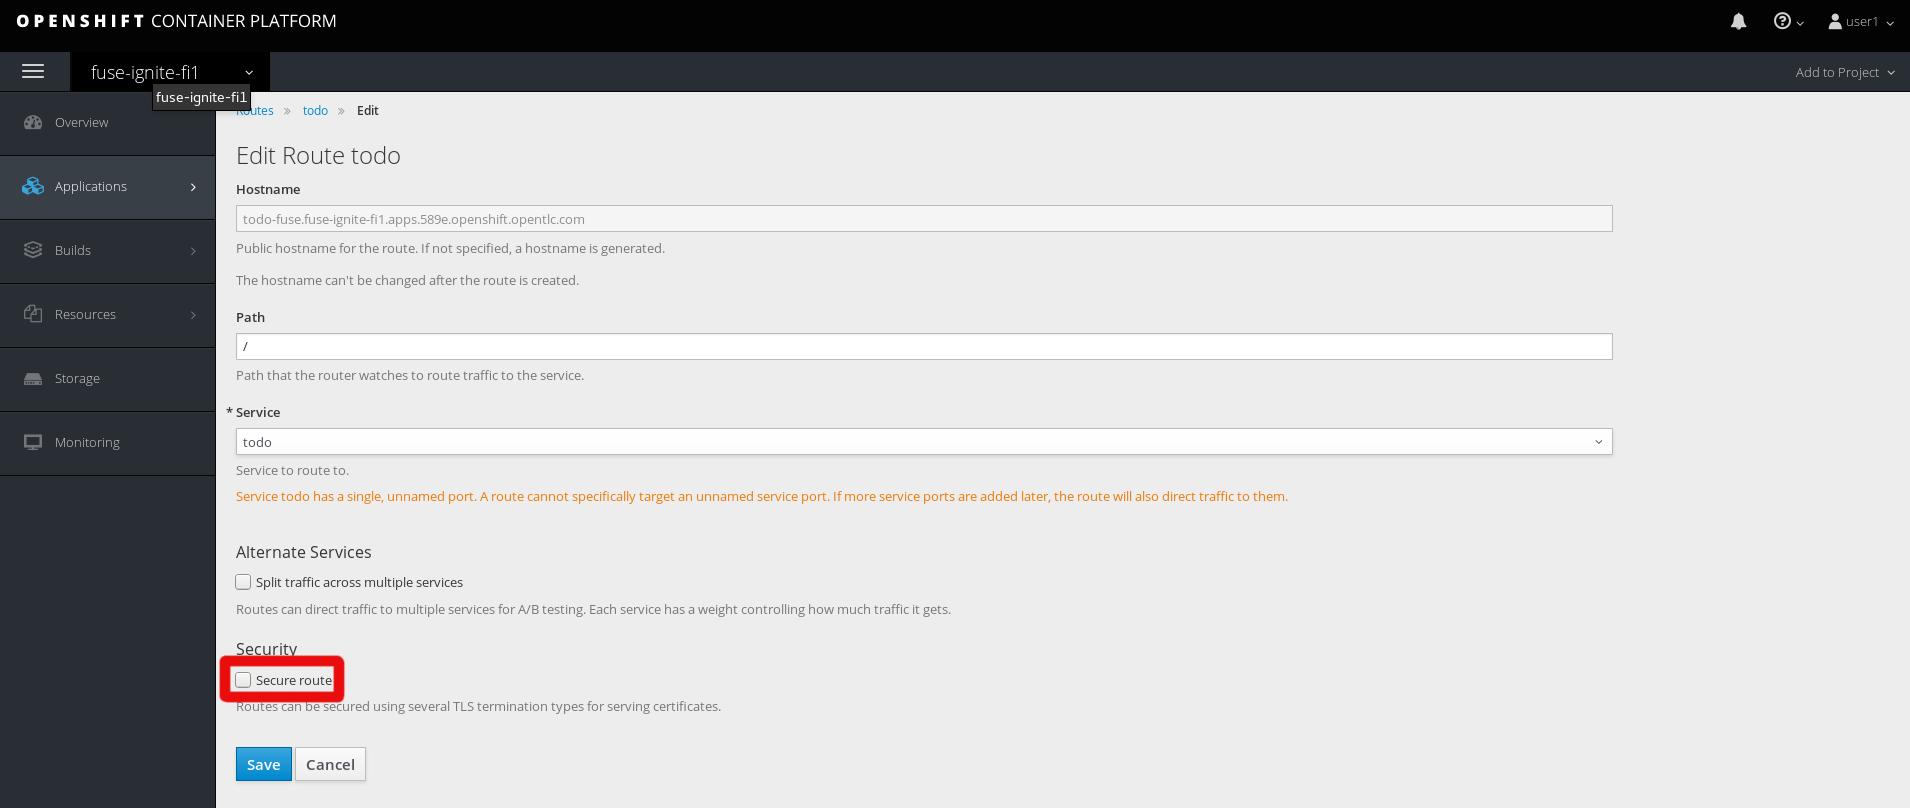 OPENSHIFT CONTAINER PLATFORM
user1
fuse-ignite-fi1
Add to Project
fuse-ignite-fi1
Routes » todo » Edit
Overview
Applications
Builds
Resources
Storage
Monitoring
Edit Route todo
Hostname
todo-fuse.fuse-ignite-fi1.apps.589e.openshift.opentlc.com
Public hostname for the route. If not specified, a hostname is generated.
The hostname can't be changed after the route is created.
Path
/
Path that the router watches to route traffic to the service.
* Service
todo
Service to route to.
Service todo has a single, unnamed port. A route cannot specifically target an unnamed service port. If more service ports are added later, the route will also direct traffic to them.
Alternate Services
Split traffic across multiple services
Routes can direct traffic to multiple services for A/B testing. Each service has a weight controlling how much traffic it gets.
Security
Secure route
Routes can be secured using several TLS termination types for serving certificates.
Save
Cancel